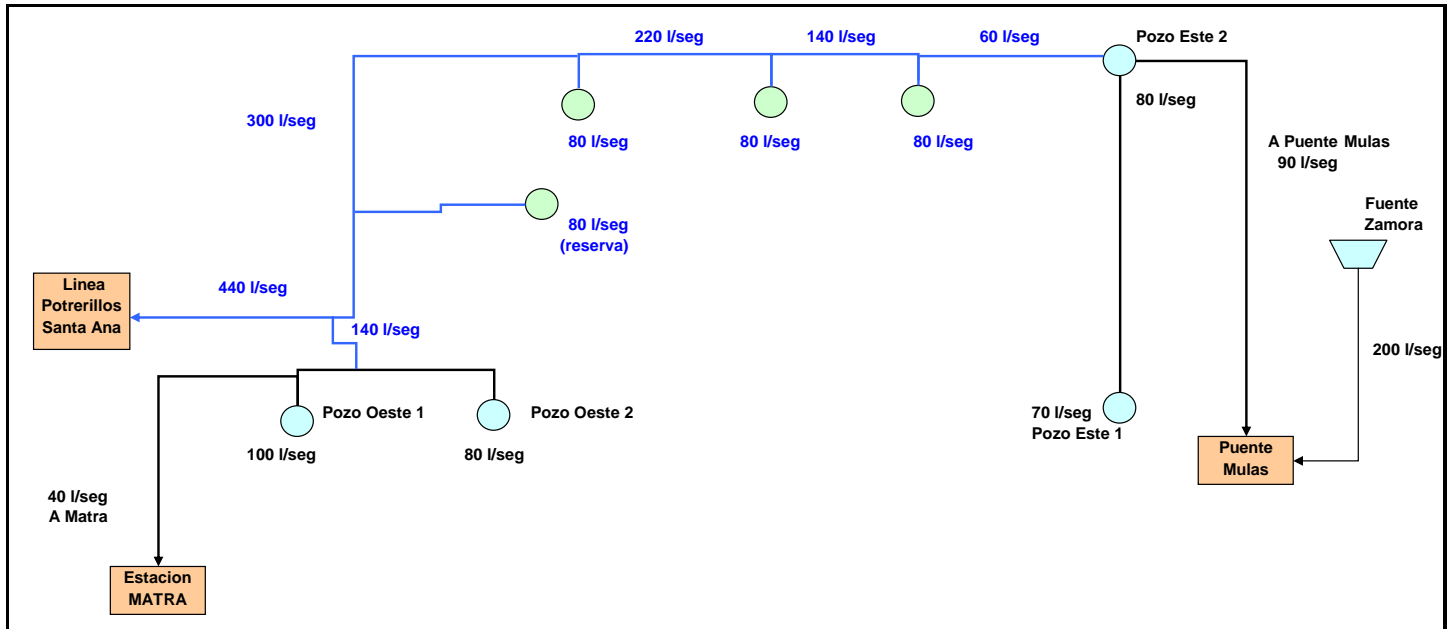 220 l/seg
140 l/seg
60 l/seg
Pozo Este 2
80 l/seg
300 l/seg
80 l/seg
80 l/seg
80 l/seg
A Puente Mulas
90 l/seg
Fuente
Zamora
80 l/seg
(reserva)
Linea
Potrerillos
Santa Ana
440 l/seg
140 l/seg
200 l/seg
Pozo Oeste 1
Pozo Oeste 2
70 l/seg
Pozo Este 1
100 l/seg
80 l/seg
Puente
Mulas
40 l/seg
A Matra
Estacion
MATRA